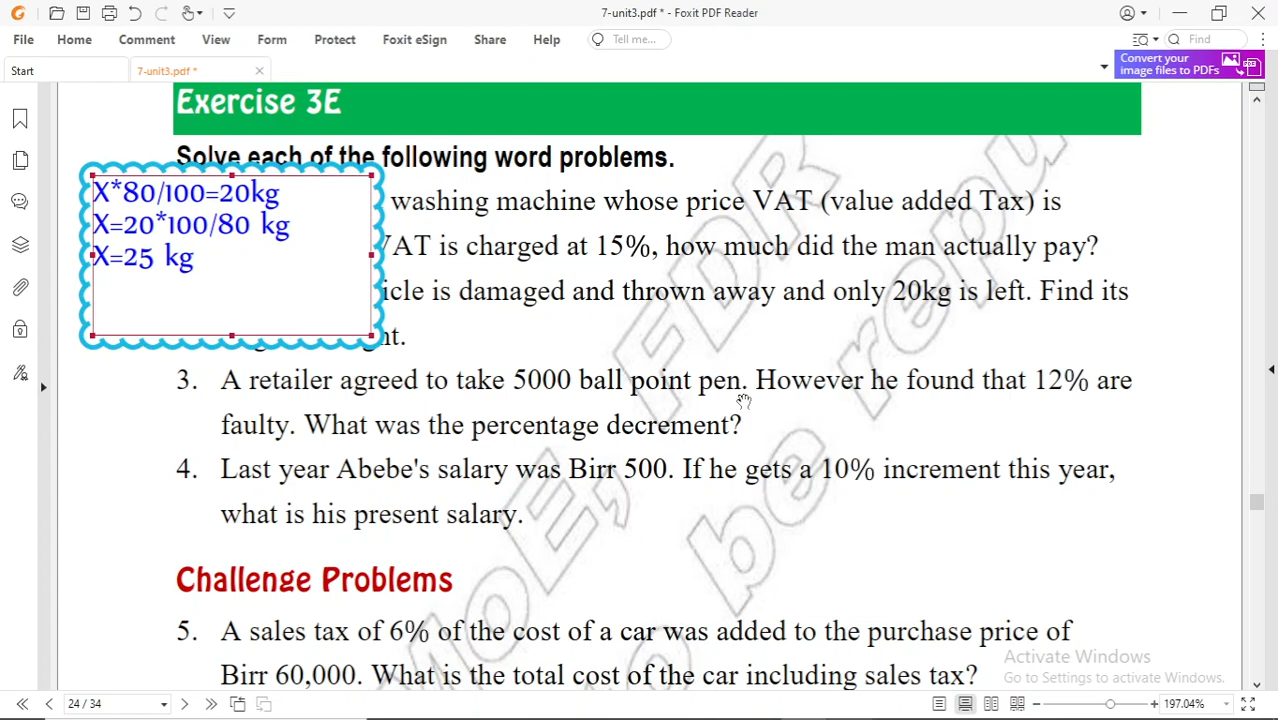 7-unit3.pdf * - Foxit PDF Reader
File Home Comment View Form Protect Foxit eSign Share Help Tell me... Find
Start 7-unit3.pdf *
Convert your
image files to PDFs
Exercise 3E
Solve each of the following word problems.
X*80/100=20kg
X=20*100/80 kg
X=25 kg
washing machine whose price VAT (value added Tax) is
VAT is charged at 15%, how much did the man actually pay?
icle is damaged and thrown away and only 20kg is left. Find its
ht.
3. A retailer agreed to take 5000 ball point pen. However he found that 12% are
faulty. What was the percentage decrement?
4. Last year Abebe's salary was Birr 500. If he gets a 10% increment this year,
what is his present salary.
Challenge Problems
5. A sales tax of 6% of the cost of a car was added to the purchase price of
Birr 60,000. What is the total cost of the car including sales tax?
MoE, FDR
be repu
Activate Windows
Go to Settings to activate Windows.
24 / 34
197.04%